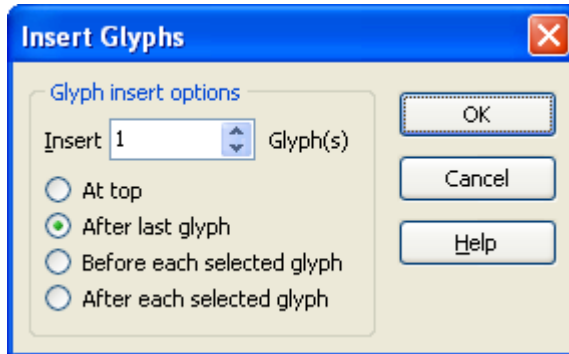 Insert Glyphs
Glyph insert options
Insert 1 Glyph(s)
At top
After last glyph
Before each selected glyph
After each selected glyph
OK
Cancel
Help